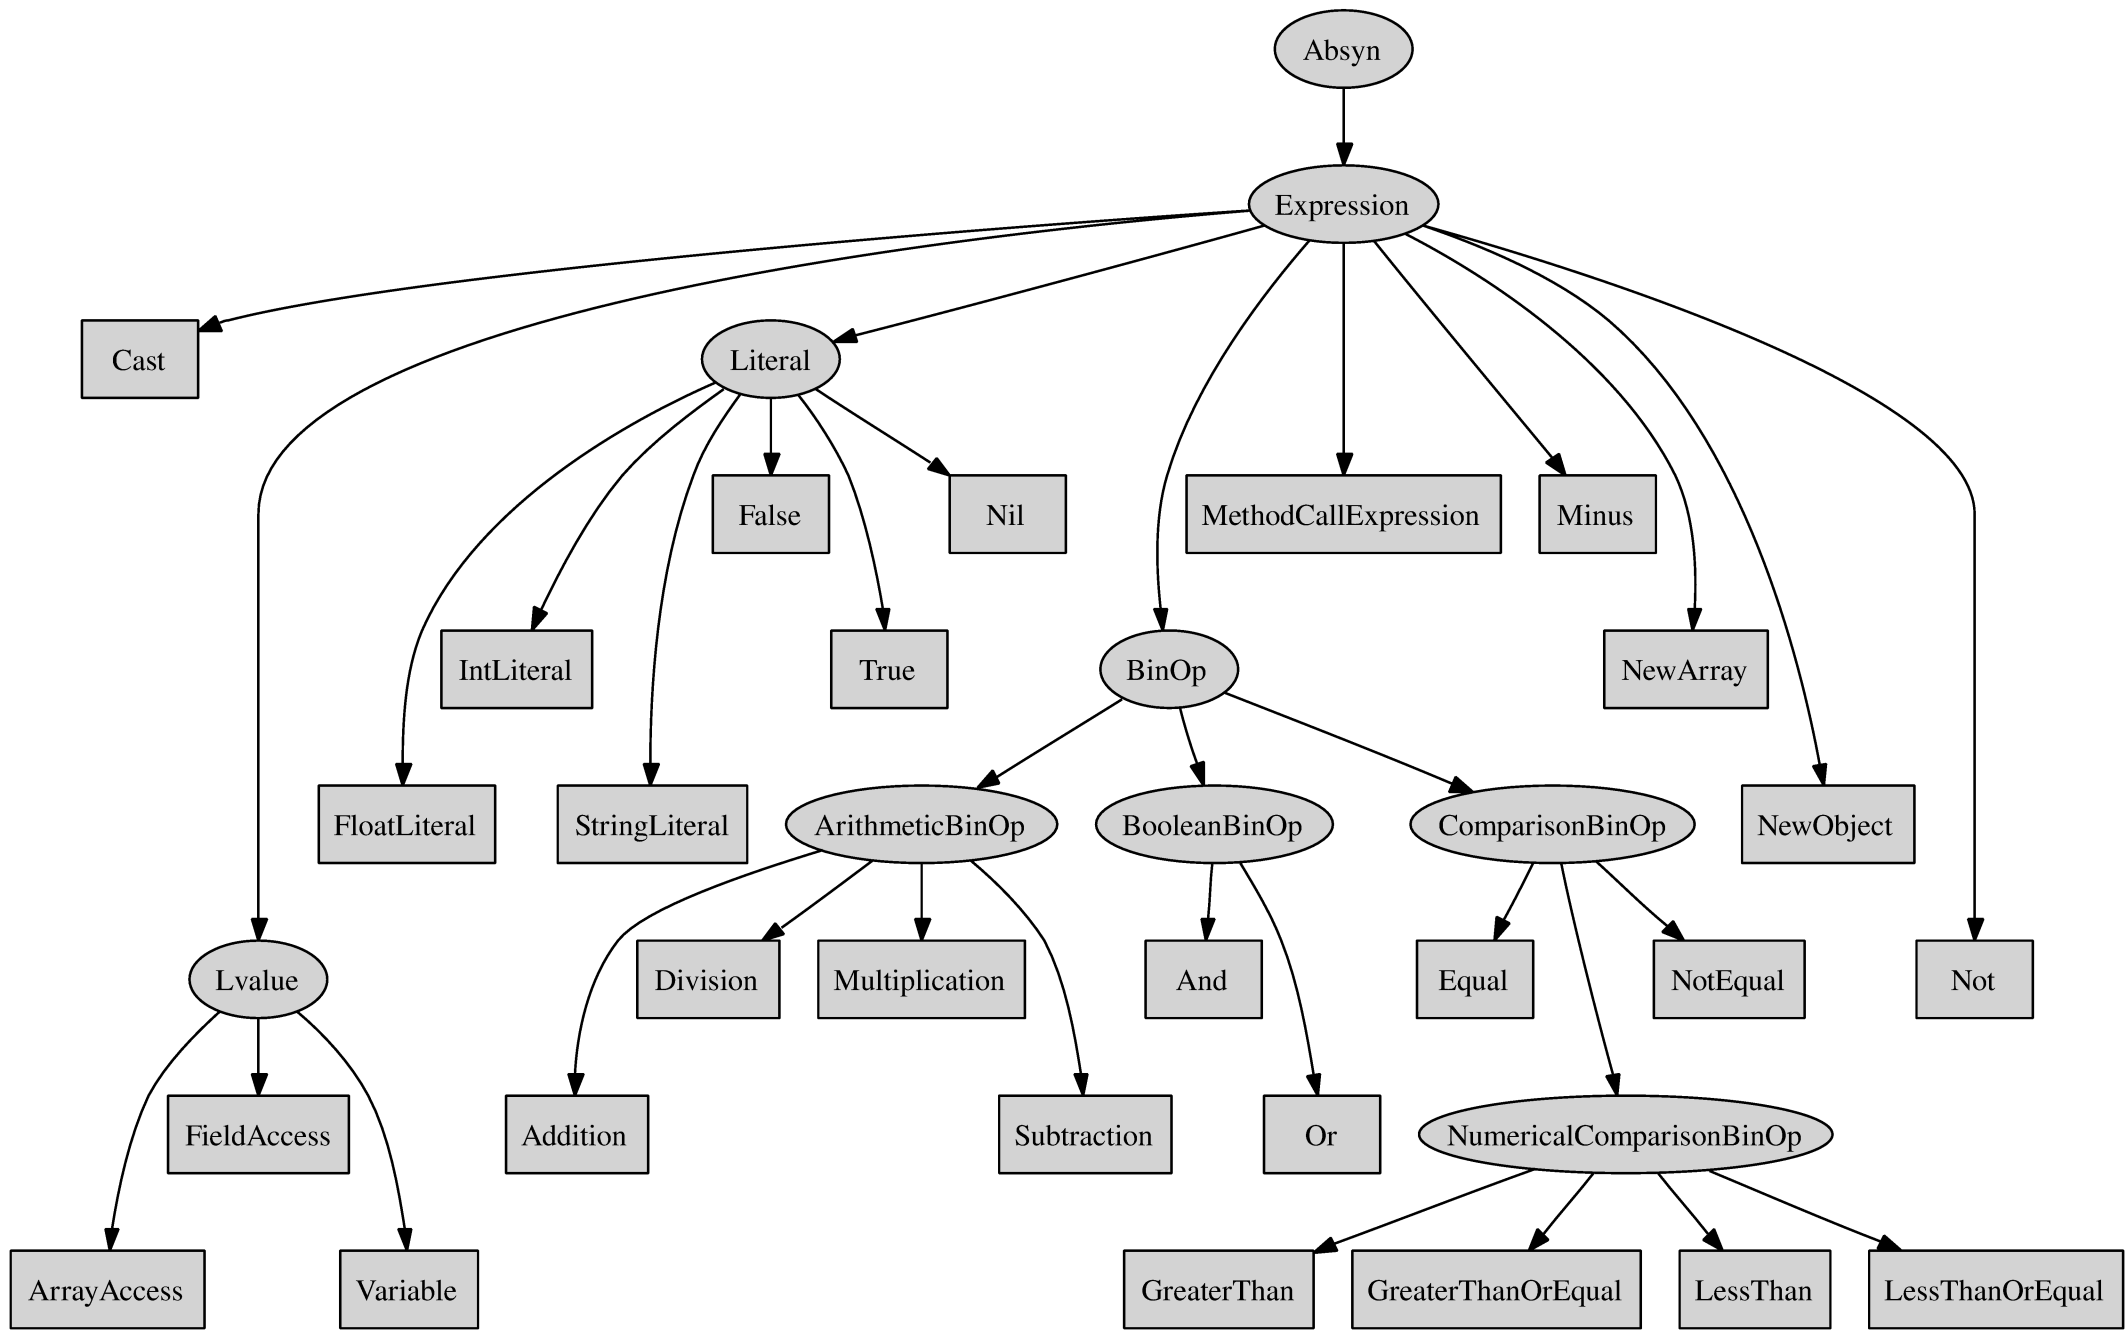 Absyn
Expression
Cast
Literal
False
Nil
MethodCallExpression
Minus
IntLiteral
True
BinOp
NewArray
FloatLiteral
StringLiteral
ArithmeticBinOp
BooleanBinOp
ComparisonBinOp
NewObject
Lvalue
Division
Multiplication
And
Equal
NotEqual
Not
FieldAccess
Addition
Subtraction
Or
NumericalComparisonBinOp
ArrayAccess
Variable
GreaterThan
GreaterThanOrEqual
LessThan
LessThanOrEqual